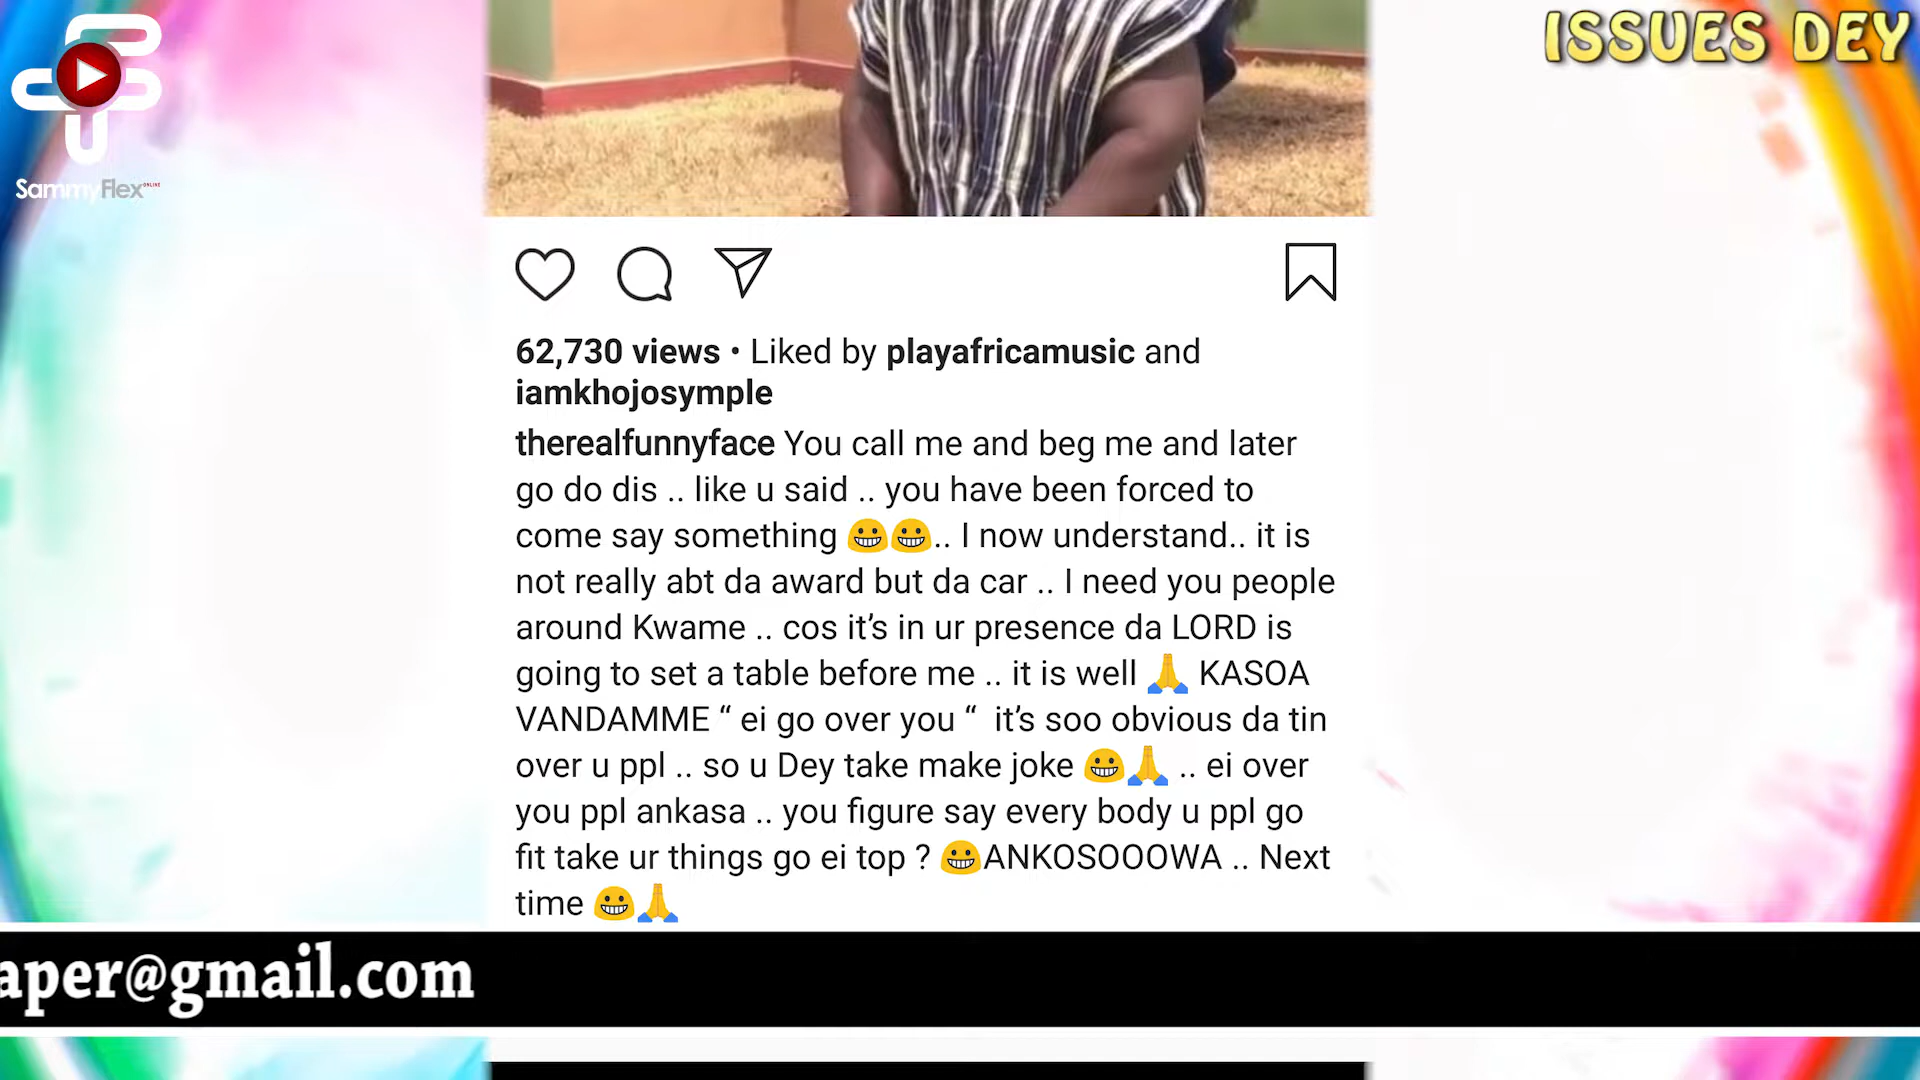 ISSUES DEY
SammyFlex ONLINE
62,730 views • Liked by playafricamusic and
iamkhojosymple
therealfunnyface You call me and beg me and later
go do dis .. like u said .. you have been forced to
come say something 😀😀.. I now understand.. it is
not really abt da award but da car .. I need you people
around Kwame .. cos it’s in ur presence da LORD is
going to set a table before me .. it is well 🙏 KASOA
VANDAMME “ ei go over you “ it’s soo obvious da tin
over u ppl .. so u Dey take make joke 😀🙏 .. ei over
you ppl ankasa .. you figure say every body u ppl go
fit take ur things go ei top ? 😀ANKOSOOOWA .. Next
time 😀🙏
aper@gmail.com